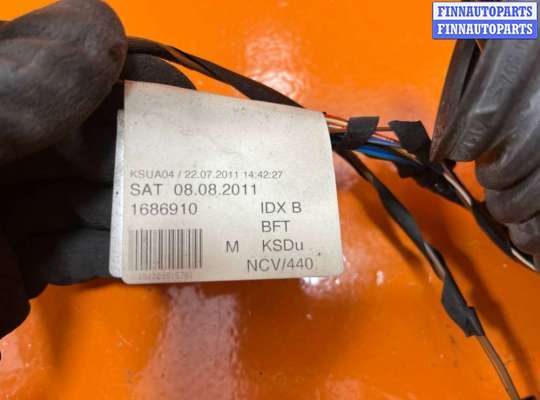 FINNAUTOPARTS
FINNAUTOPARTS
FINNAUTOPARTS
KSUA04 / 22.07.2011 14:42:27
SAT 08.08.2011
1686910 IDX B
BFT
M KSDu
NCV/440